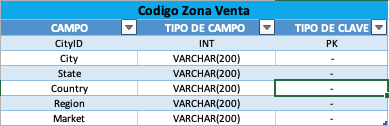 Codigo Zona Venta
CAMPO TIPO DE CAMPO TIPO DE CLAVE
CityID INT PK
City VARCHAR(200) -
State VARCHAR(200) -
Country VARCHAR(200) -
Region VARCHAR(200) -
Market VARCHAR(200) -